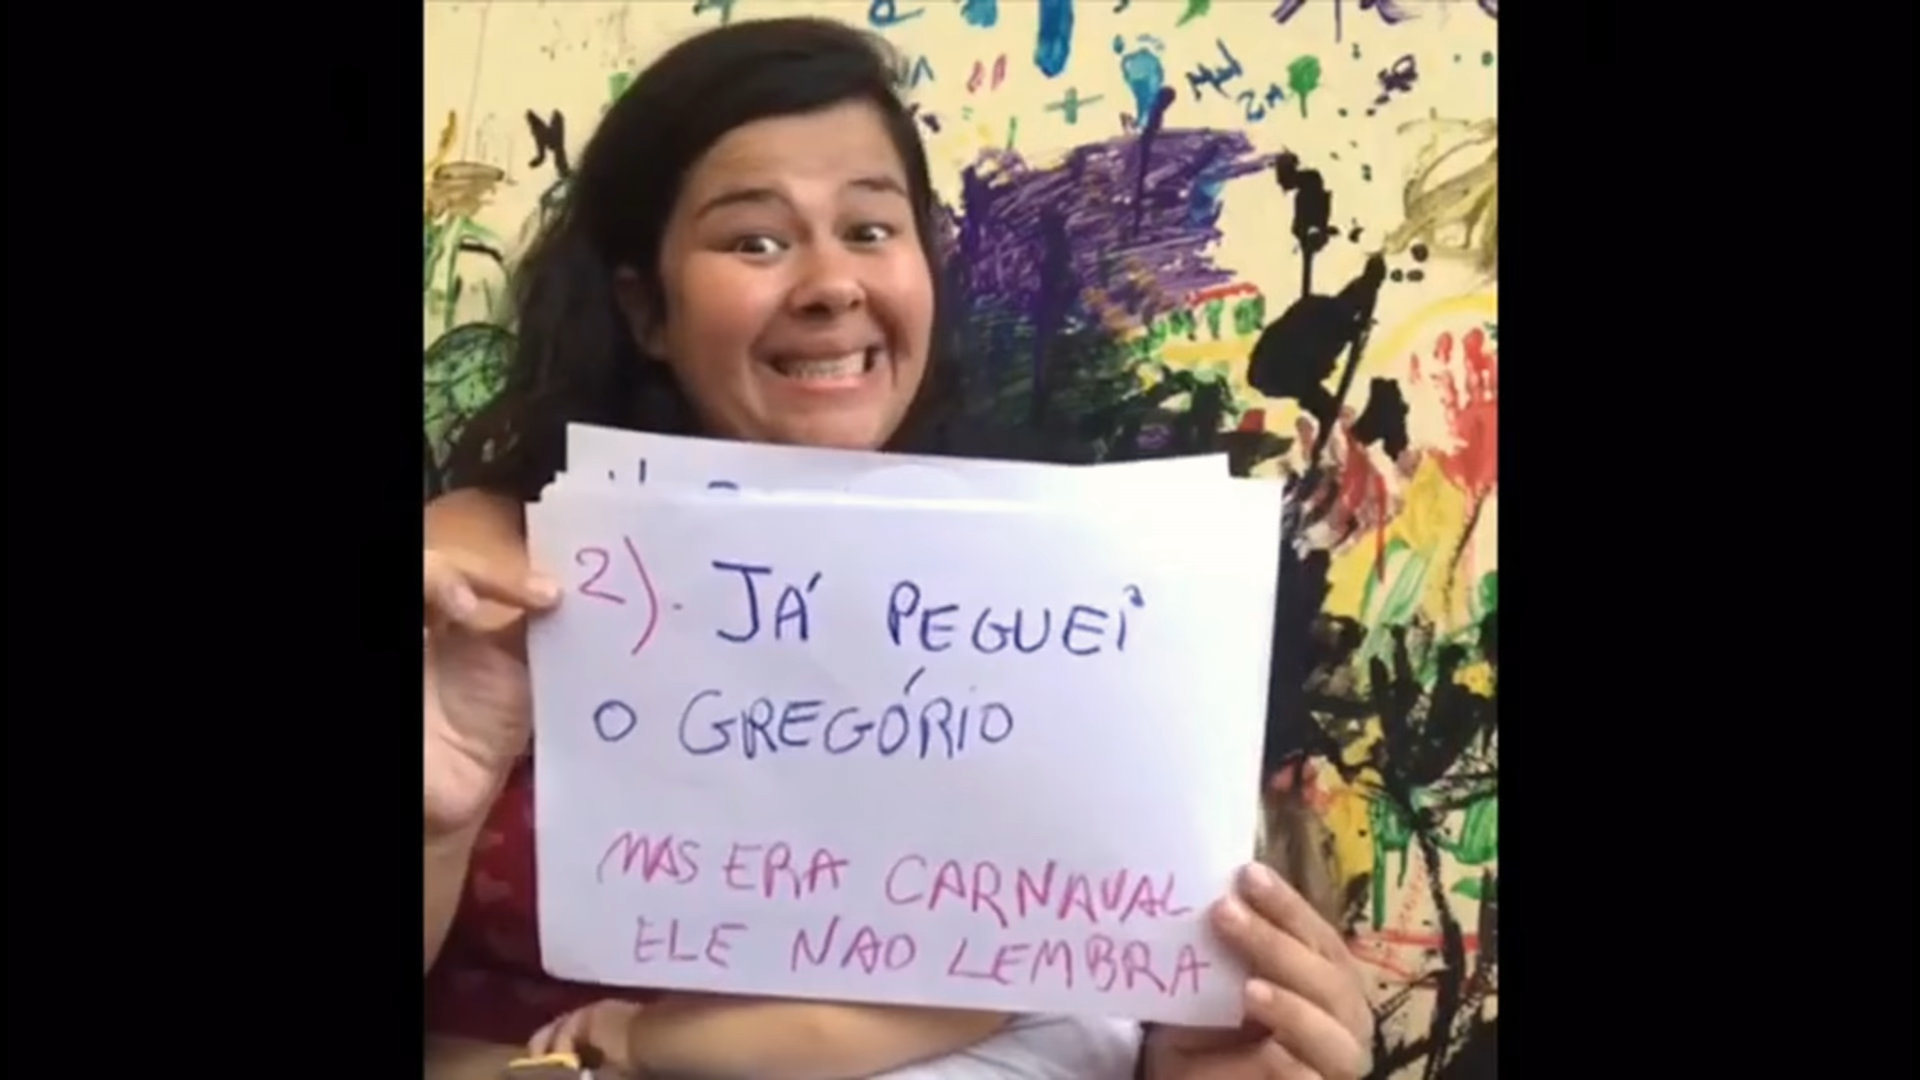 2). JÁ PEGUEI
O GREGÓRIO
MAS ERA CARNAVAL
ELE NAO LEMBRA